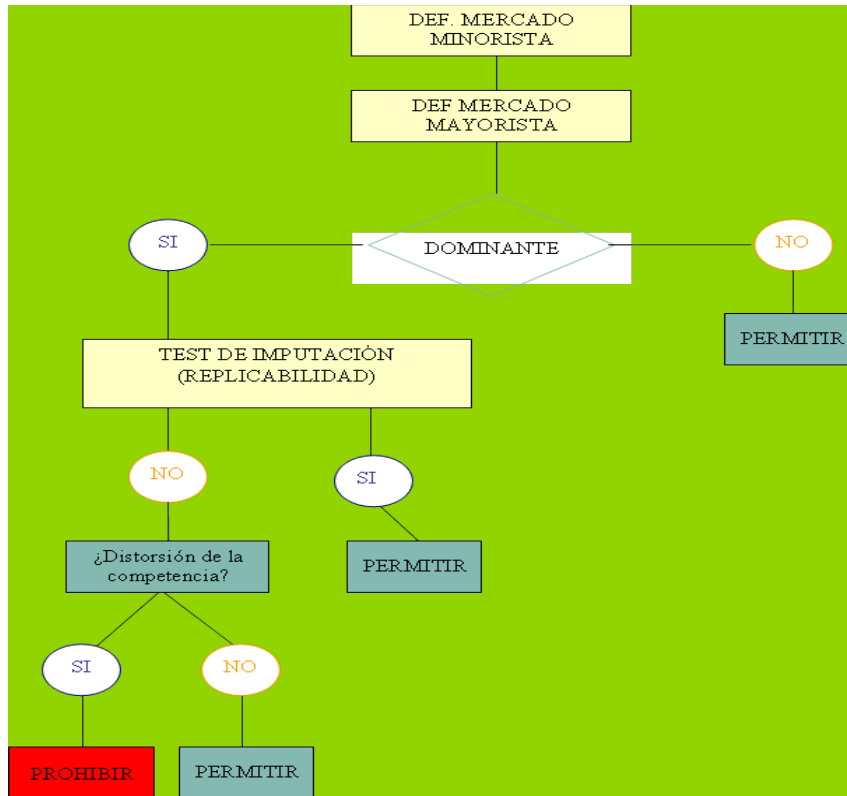 DEF. MERCADO
MINORISTA
DEF MERCADO
MAYORISTA
SI
DOMINANTE
NO
PERMITIR
TEST DE IMPUTACIÓN
(REPLICABILIDAD)
NO
SI
¿Distorsión de la
competencia?
PERMITIR
SI
NO
PROHIBIR
PERMITIR